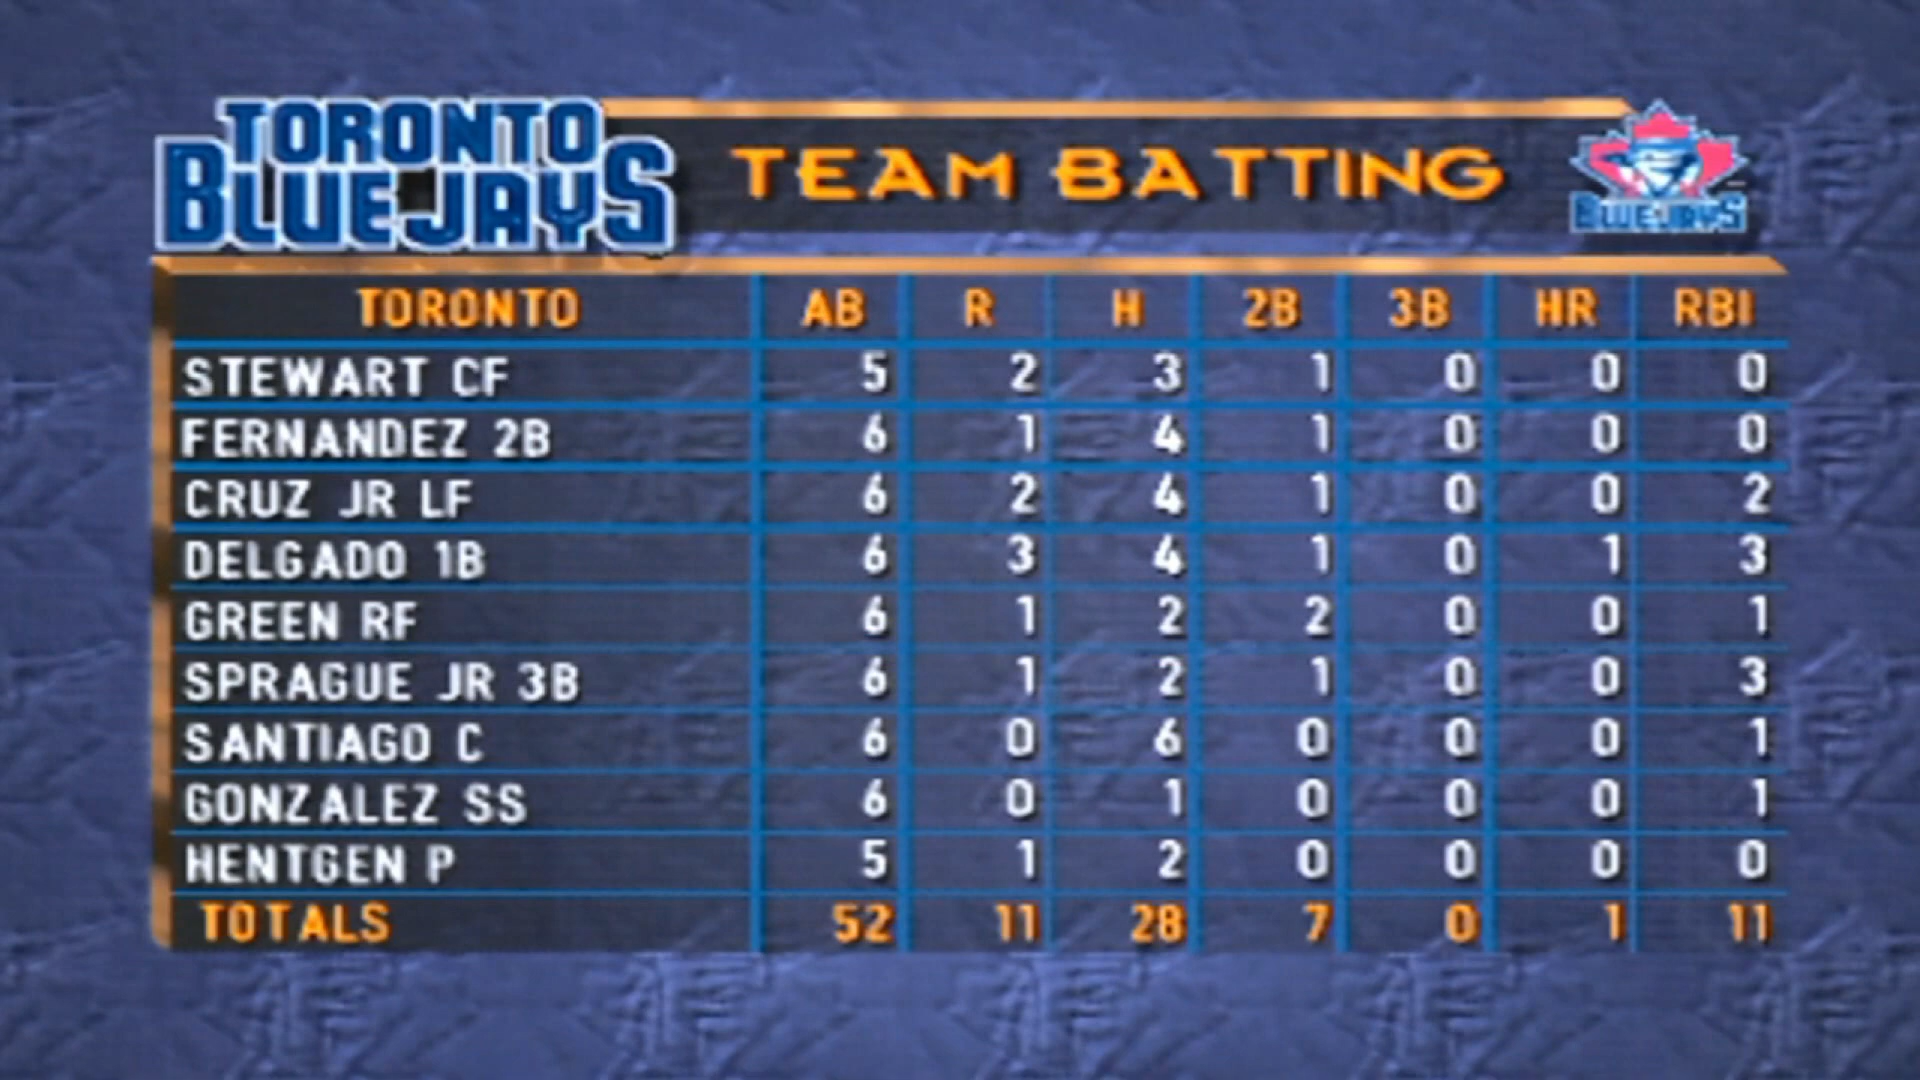 TORONTO BLUE JAYS
TEAM BATTING
BLUE JAYS
TORONTO AB R H 2B 3B HR RBI
STEWART CF 5 2 3 1 0 0 0
FERNANDEZ 2B 6 1 4 1 0 0 0
CRUZ JR LF 6 2 4 1 0 0 2
DELGADO 1B 6 3 4 1 0 1 3
GREEN RF 6 1 2 2 0 0 1
SPRAGUE JR 3B 6 1 2 1 0 0 3
SANTIAGO C 6 0 6 0 0 0 1
GONZALEZ SS 6 0 1 0 0 0 1
HENTGEN P 5 1 2 0 0 0 0
TOTALS 52 11 28 7 0 1 11